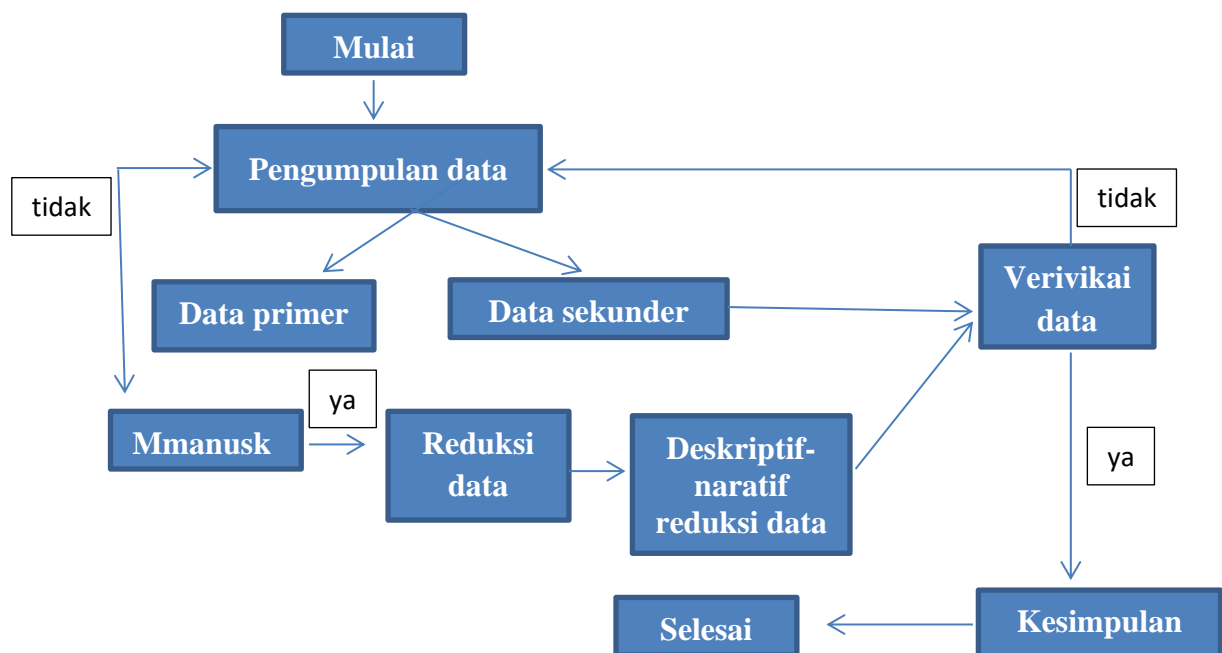 Mulai
Pengumpulan data
tidak
tidak
Data primer
Data sekunder
Verivikai
data
Mmanusk
ya
Reduksi
data
Deskriptif-
naratif
reduksi data
ya
Selesai
Kesimpulan